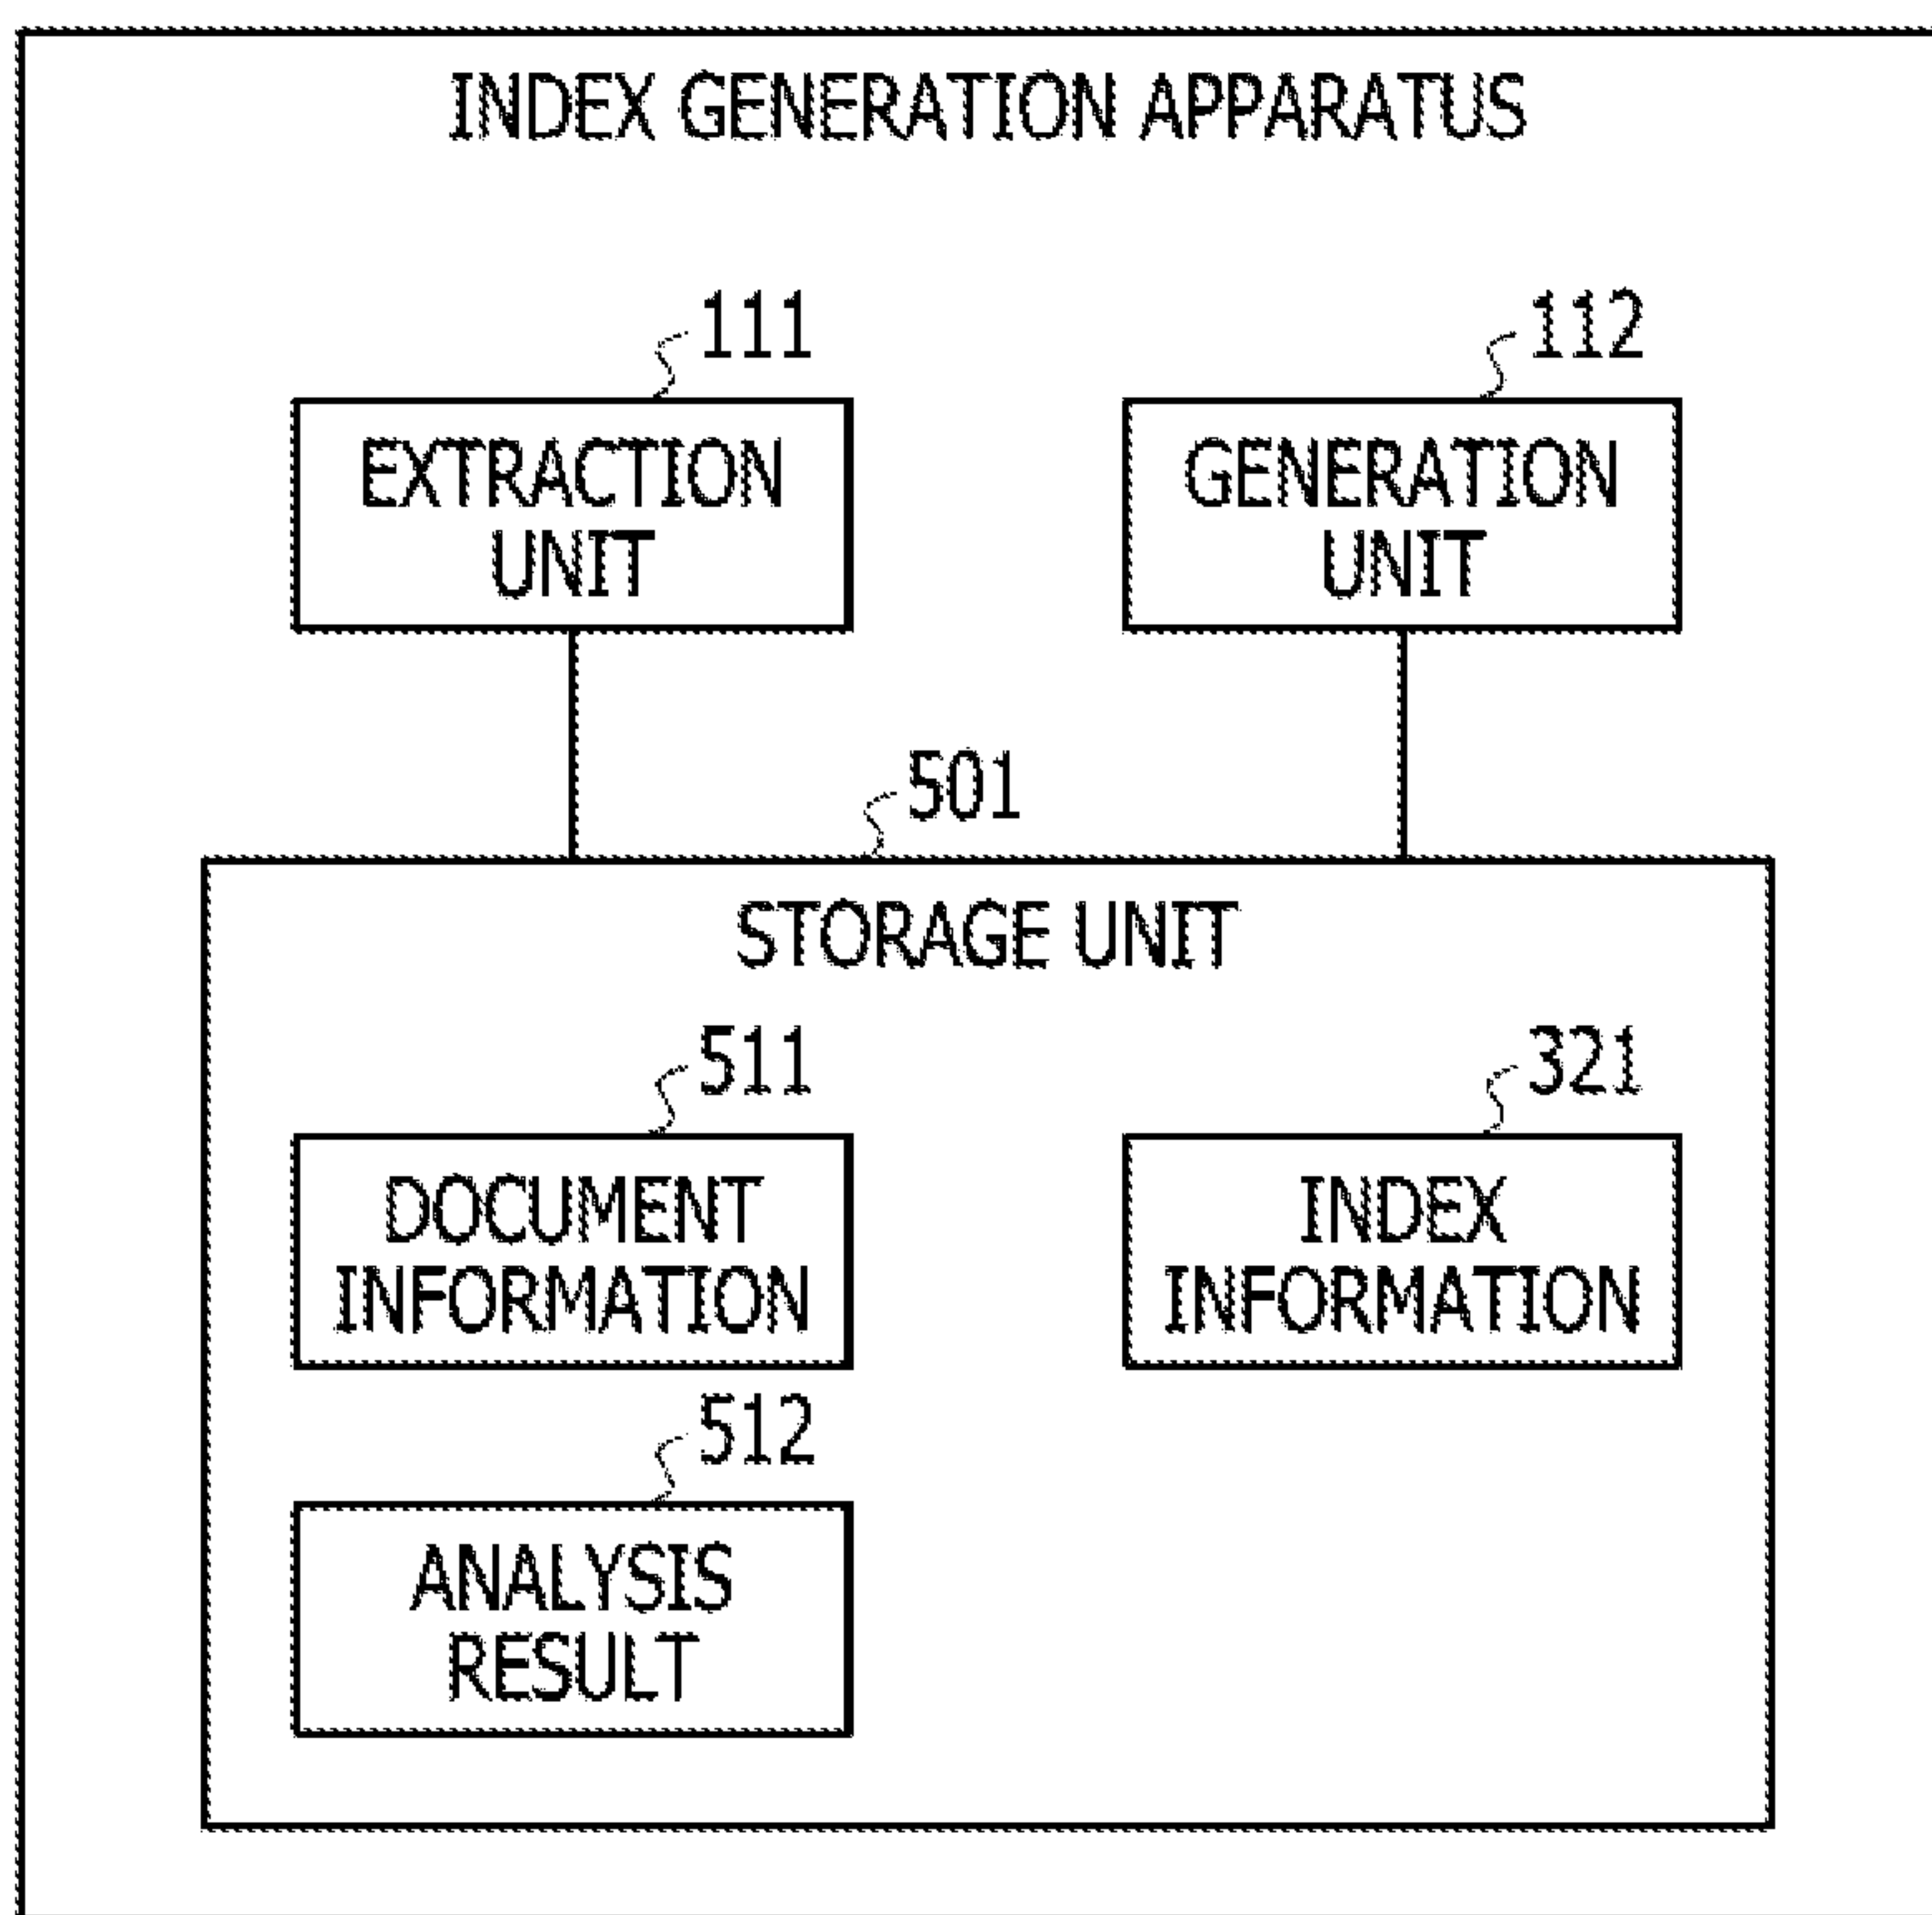 INDEX GENERATION APPARATUS
111
112
EXTRACTION
UNIT
GENERATION
UNIT
501
STORAGE UNIT
511
321
DOCUMENT
INFORMATION
INDEX
INFORMATION
512
ANALYSIS
RESULT